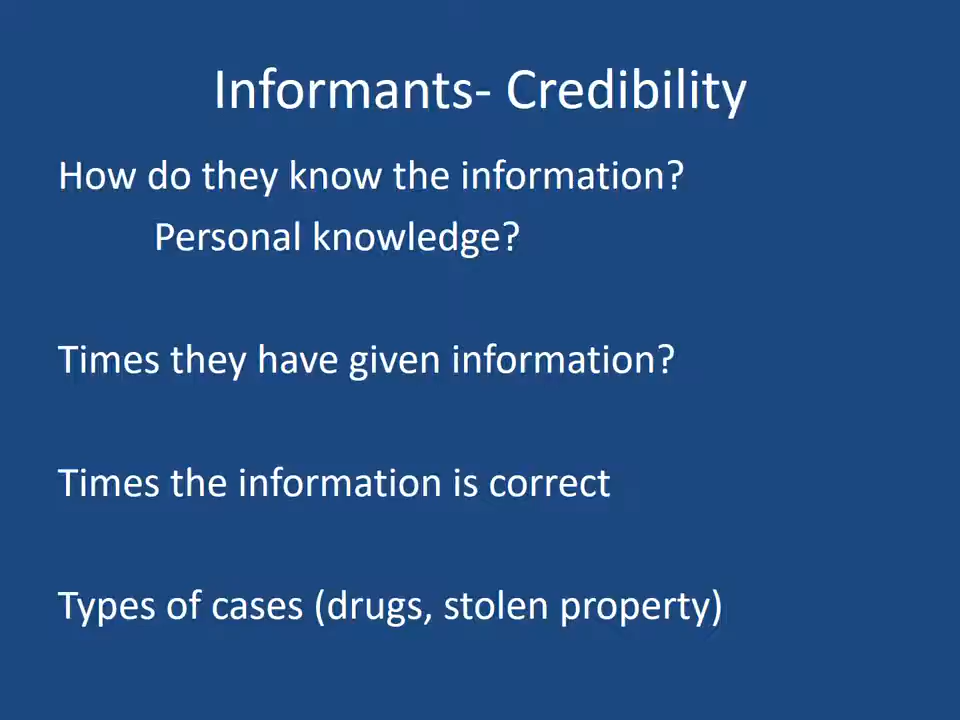 Informants- Credibility
How do they know the information?
Personal knowledge?
Times they have given information?
Times the information is correct
Types of cases (drugs, stolen property)